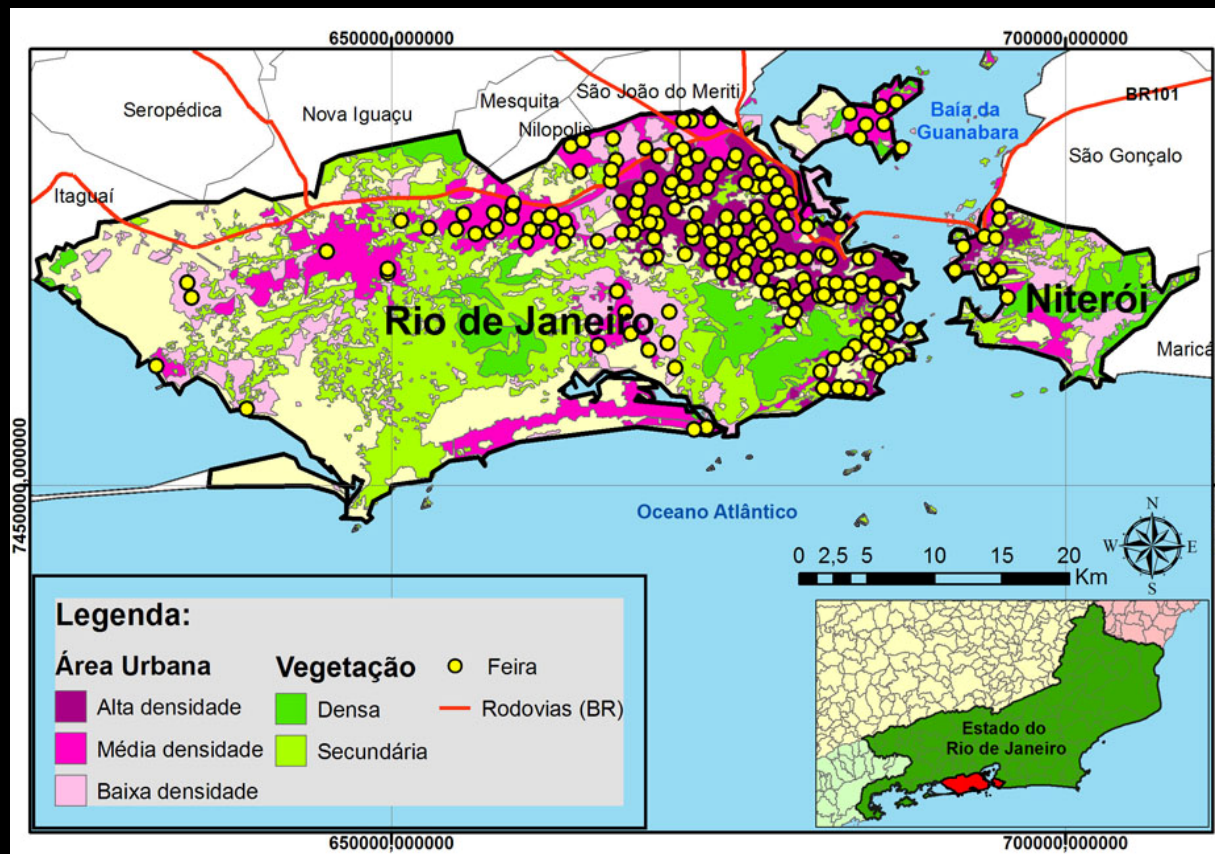 650000,000000
700000,000000
Seropédica
Nova Iguaçu
Mesquita
São João do Meriti
Nilopolis
Itaguaí
Baía da
Guanabara
BR101
São Gonçalo
Rio de Janeiro
Niterói
Maricá
7450000,000000
7450000,000000
Oceano Atlântico
0 2,5 5 10 15 20
Km
N
W E
S
Legenda:
Área Urbana
Alta densidade
Média densidade
Baixa densidade
Vegetação
Densa
Secundária
Feira
Rodovias (BR)
Estado do
Rio de Janeiro
650000,000000
700000,000000